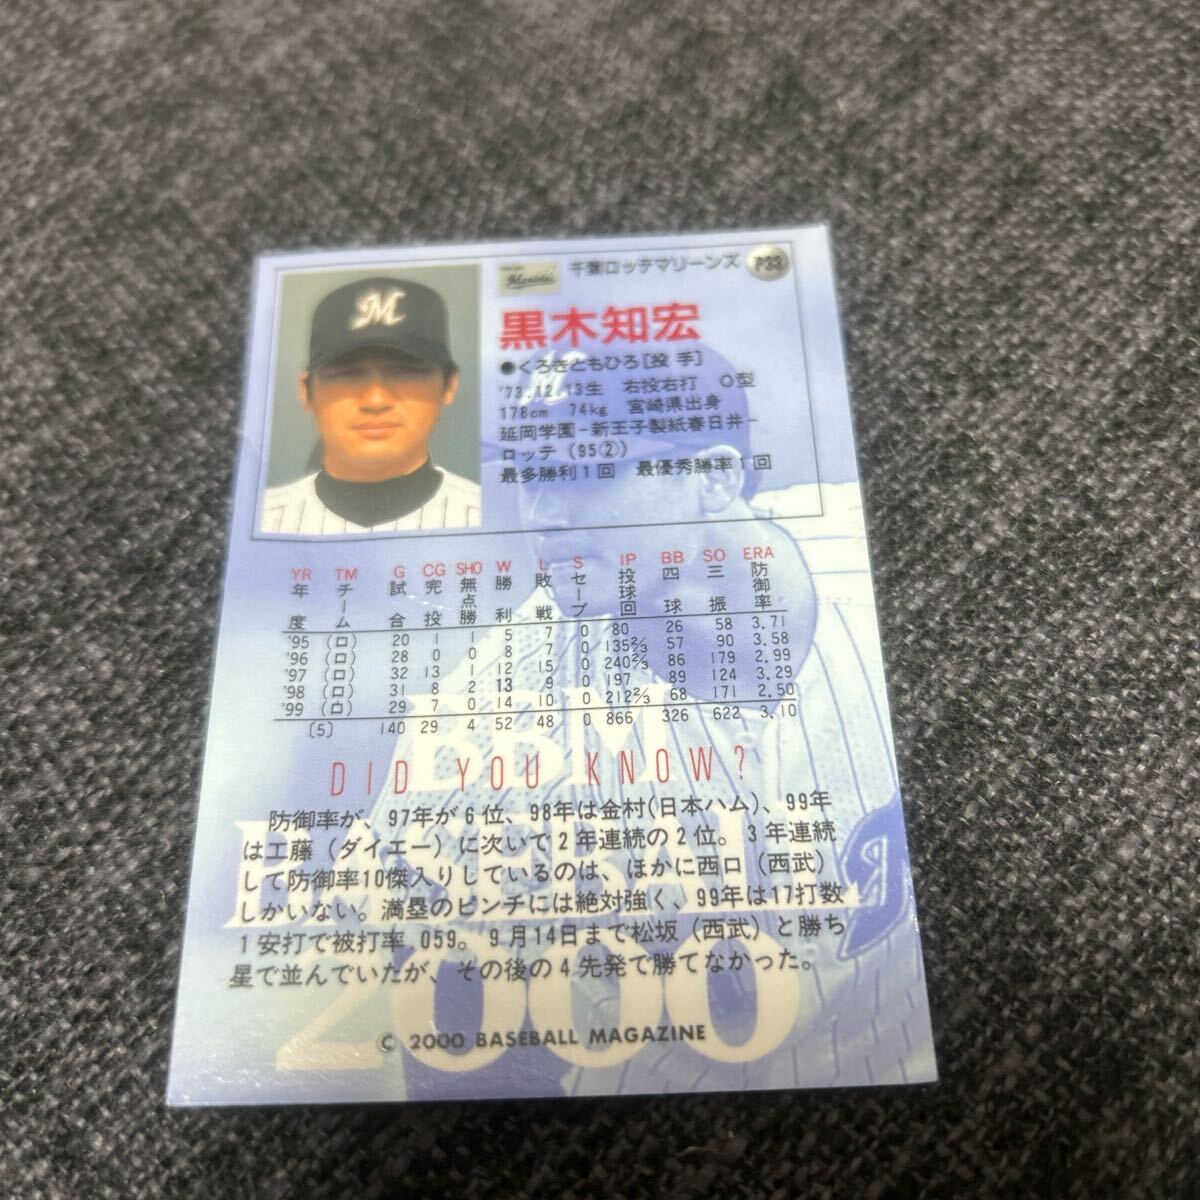 千葉ロッテマリーンズ
Marines
M
黒木知宏
●くろきともひろ[投 手]
'73.12.13生 右投右打 O型
178cm 74kg 宮崎県出身
延岡学園−新王子製紙春日井−
ロッテ(95②)
最多勝利1回 最優秀勝率1回
YR TM G CG SHO W L S IP BB SO ERA
年度 チーム 試合 完投 無点勝 勝利 敗戦 セーブ 投球回 四球 三振 防御率
'95 (ロ) 20 1 1 5 7 0 80 26 58 3.71
'96 (ロ) 28 0 0 8 7 0 135⅔ 57 90 3.58
'97 (ロ) 32 13 1 12 15 0 240⅔ 86 179 2.99
'98 (ロ) 31 8 2 13 9 0 197 89 124 3.29
'99 (ロ) 29 7 0 14 10 0 212⅔ 68 171 2.50
〔5〕 140 29 4 52 48 0 866 326 622 3.10
DID YOU KNOW?
防御率が、97年が6位、98年は金村(日本ハム)、99年
は工藤(ダイエー)に次いで2年連続の2位。3年連続
して防御率10傑入りしているのは、ほかに西口(西武)
しかいない。満塁のピンチには絶対強く、99年は17打数
1安打で被打率.059。9月14日まで松坂(西武)と勝ち
星で並んでいたが、その後の4先発で勝てなかった。
BBM
BASEBALL
2000
© 2000 BASEBALL MAGAZINE